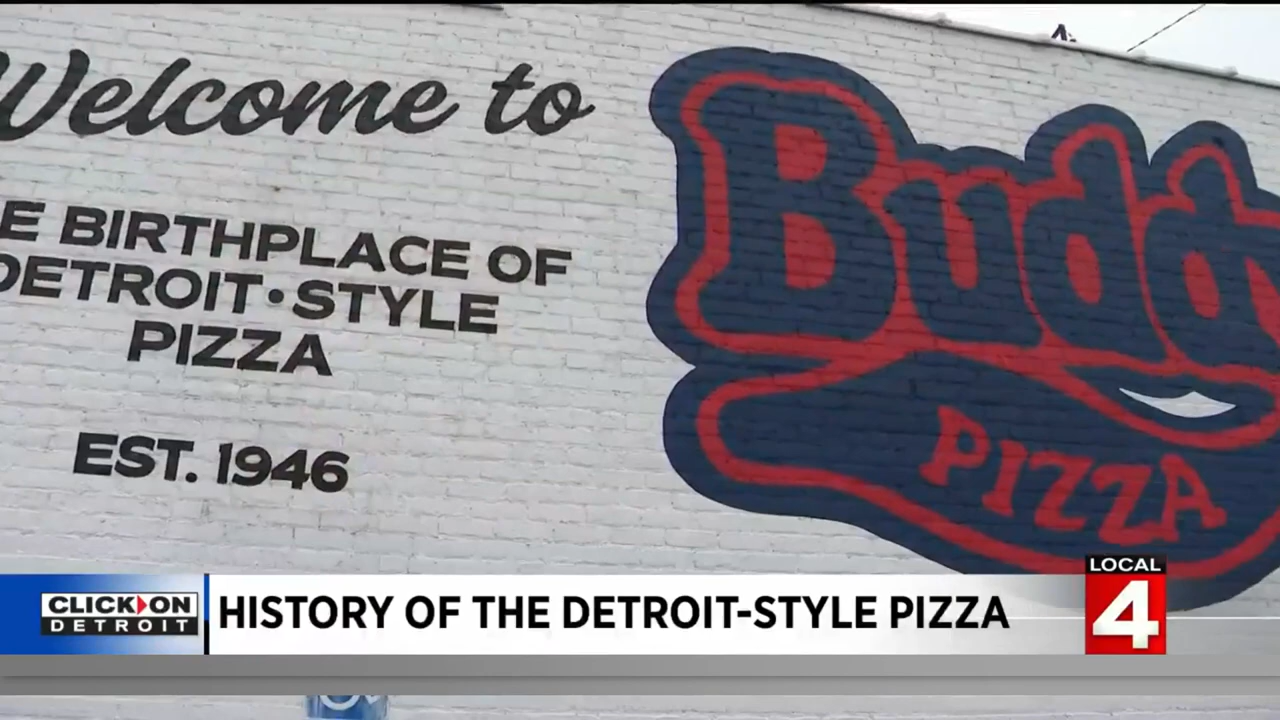 Welcome to
E BIRTHPLACE OF
DETROIT•STYLE
PIZZA
EST. 1946
Buddy
PIZZA
CLICK ON
DETROIT
HISTORY OF THE DETROIT-STYLE PIZZA
LOCAL
4